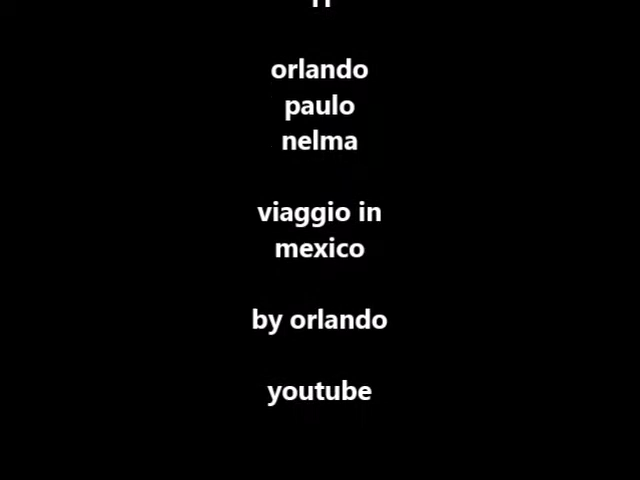 orlando
paulo
nelma
viaggio in
mexico
by orlando
youtube